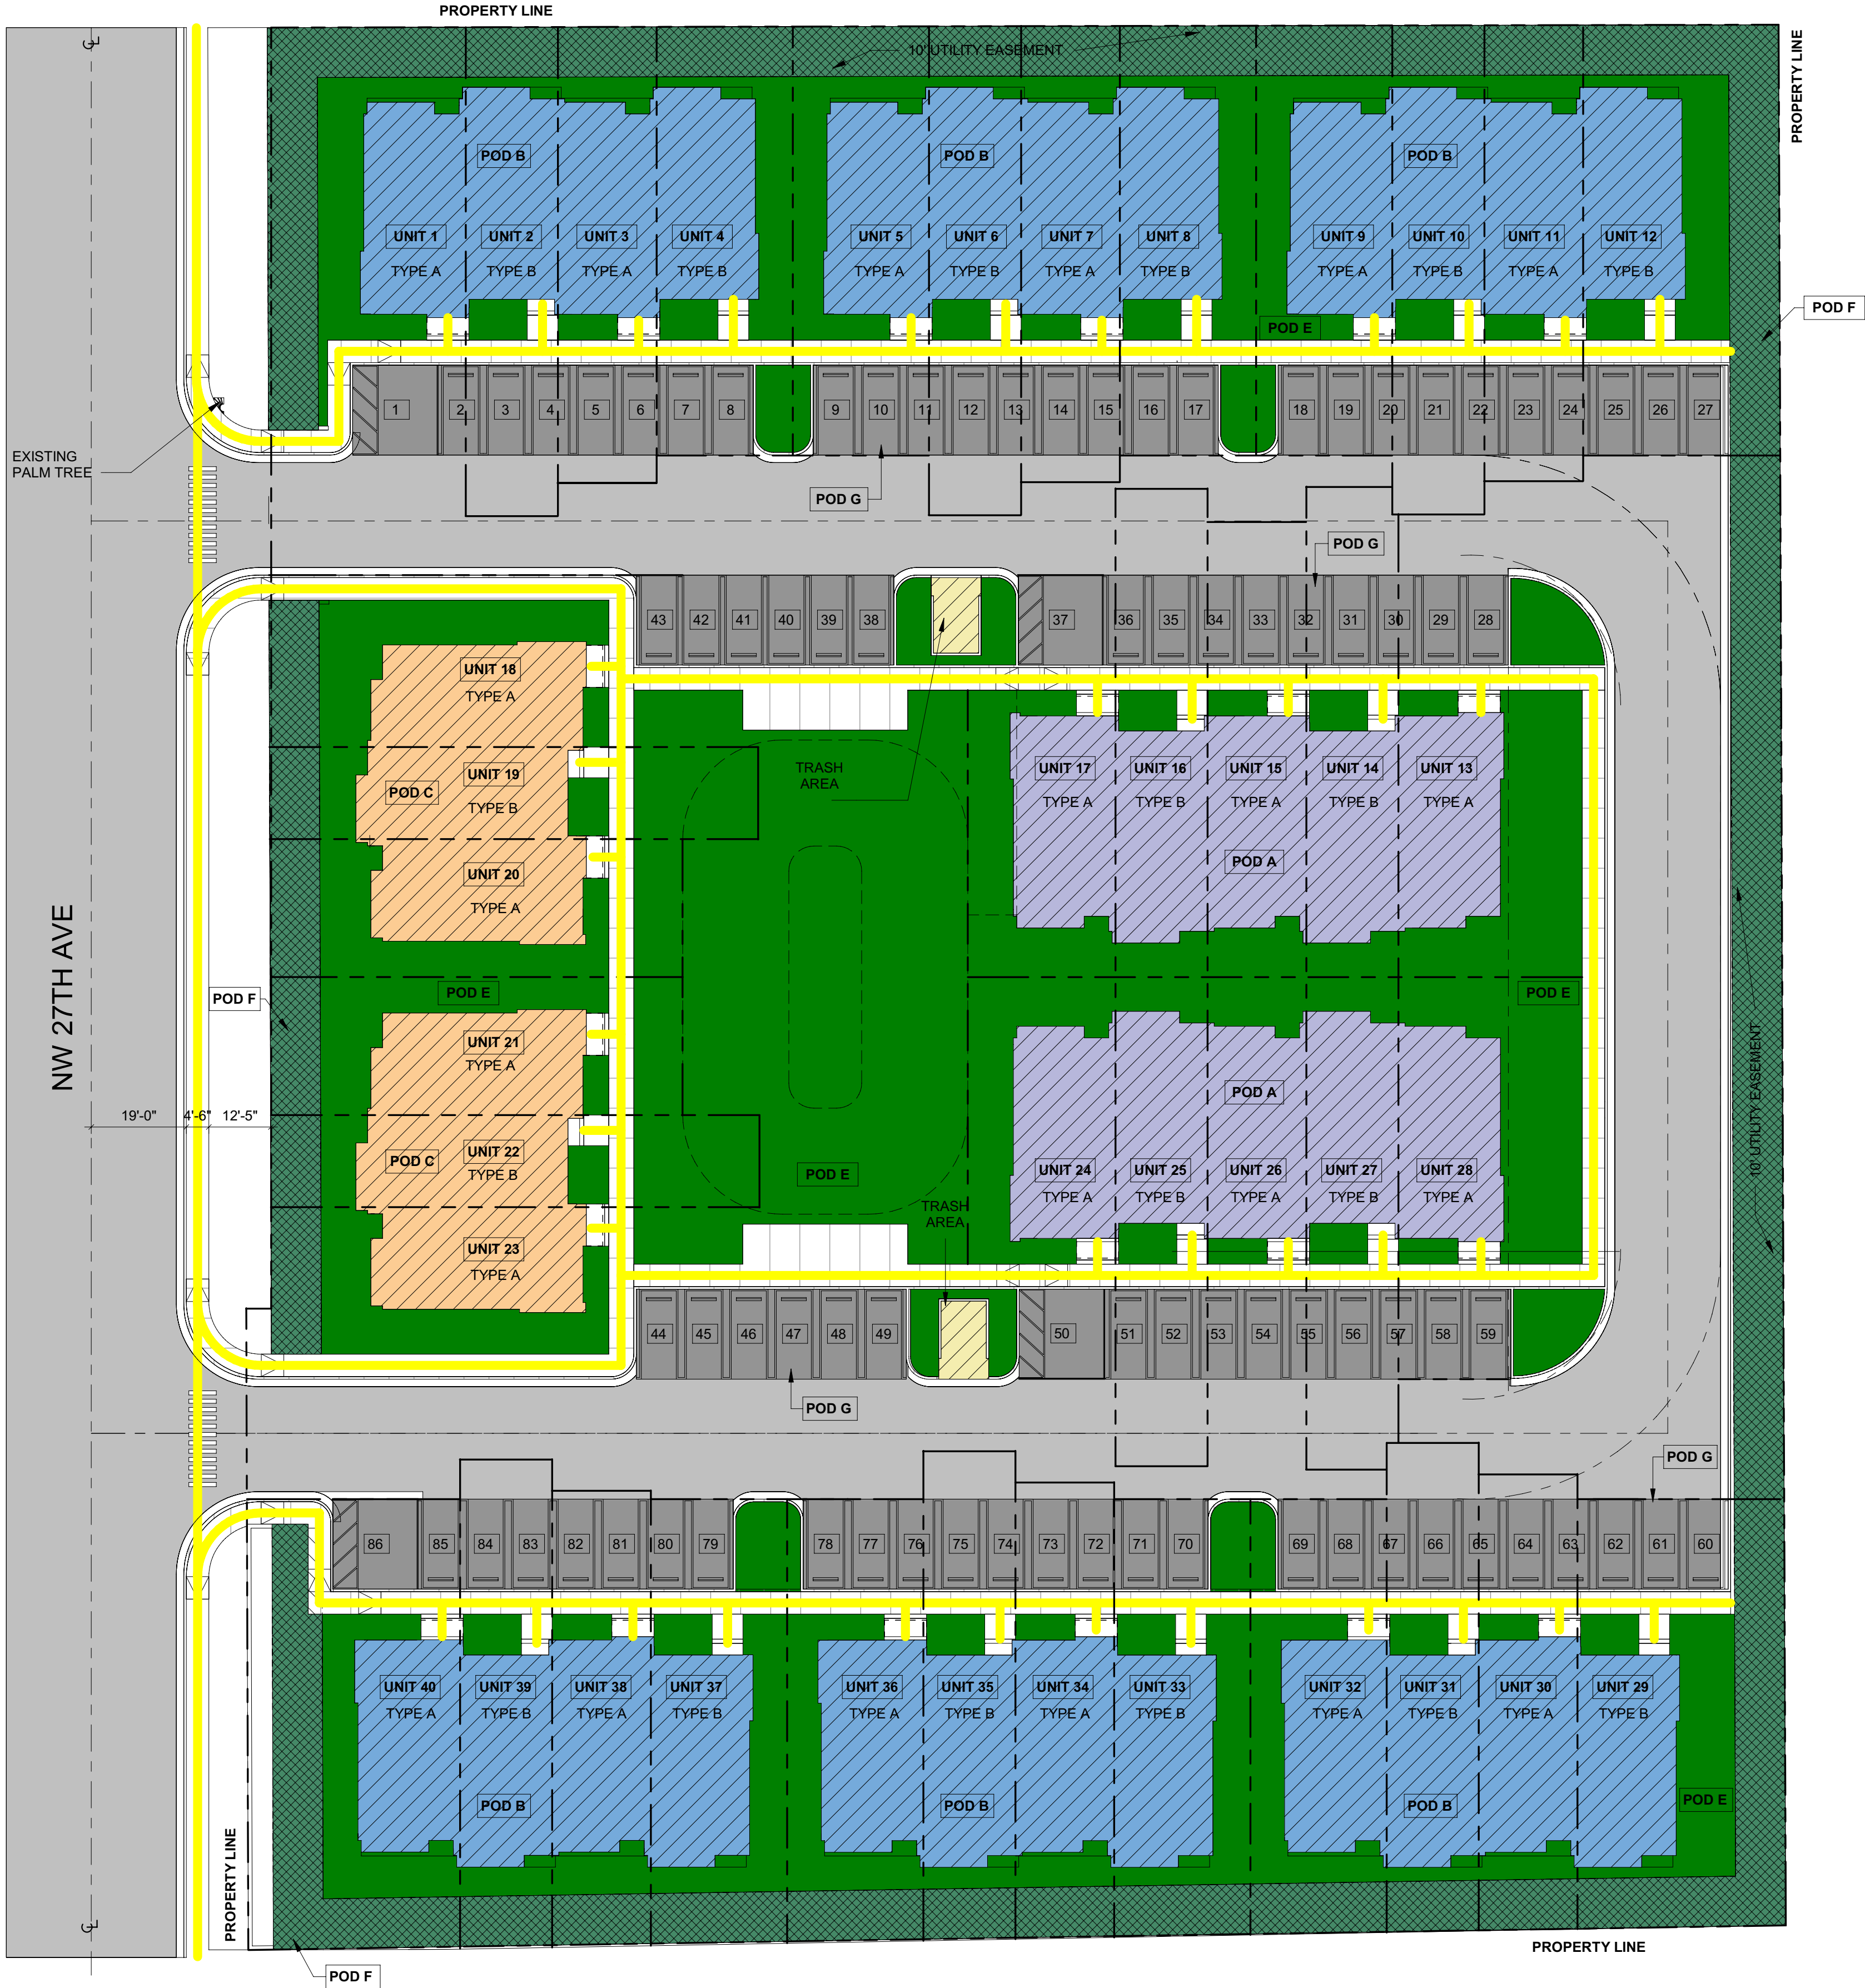 PROPERTY LINE
℄
10' UTILITY EASEMENT
PROPERTY LINE
POD B
POD B
POD B
UNIT 1
UNIT 2
UNIT 3
UNIT 4
UNIT 5
UNIT 6
UNIT 7
UNIT 8
UNIT 9
UNIT 10
UNIT 11
UNIT 12
TYPE A
TYPE B
TYPE A
TYPE B
TYPE A
TYPE B
TYPE A
TYPE B
TYPE A
TYPE B
TYPE A
TYPE B
POD F
POD E
1
2
3
4
5
6
7
8
9
10
11
12
13
14
15
16
17
18
19
20
21
22
23
24
25
26
27
EXISTING
PALM TREE
POD G
POD G
43
42
41
40
39
38
37
36
35
34
33
32
31
30
29
28
UNIT 18
TYPE A
UNIT 19
TYPE B
POD C
UNIT 20
TYPE A
TRASH
AREA
UNIT 17
UNIT 16
UNIT 15
UNIT 14
UNIT 13
TYPE A
TYPE B
TYPE A
TYPE B
TYPE A
POD A
NW 27TH AVE
POD F
POD E
POD E
UNIT 21
TYPE A
POD A
19'-0"
4'-6"
12'-5"
10' UTILITY EASEMENT
POD C
UNIT 22
TYPE B
POD E
UNIT 24
UNIT 25
UNIT 26
UNIT 27
UNIT 28
TYPE A
TYPE B
TYPE A
TYPE B
TYPE A
TRASH
AREA
UNIT 23
TYPE A
44
45
46
47
48
49
50
51
52
53
54
55
56
57
58
59
POD G
POD G
86
85
84
83
82
81
80
79
78
77
76
75
74
73
72
71
70
69
68
67
66
65
64
63
62
61
60
UNIT 40
UNIT 39
UNIT 38
UNIT 37
UNIT 36
UNIT 35
UNIT 34
UNIT 33
UNIT 32
UNIT 31
UNIT 30
UNIT 29
TYPE A
TYPE B
TYPE A
TYPE B
TYPE A
TYPE B
TYPE A
TYPE B
TYPE A
TYPE B
TYPE A
TYPE B
POD B
POD B
POD B
POD E
PROPERTY LINE
℄
PROPERTY LINE
POD F